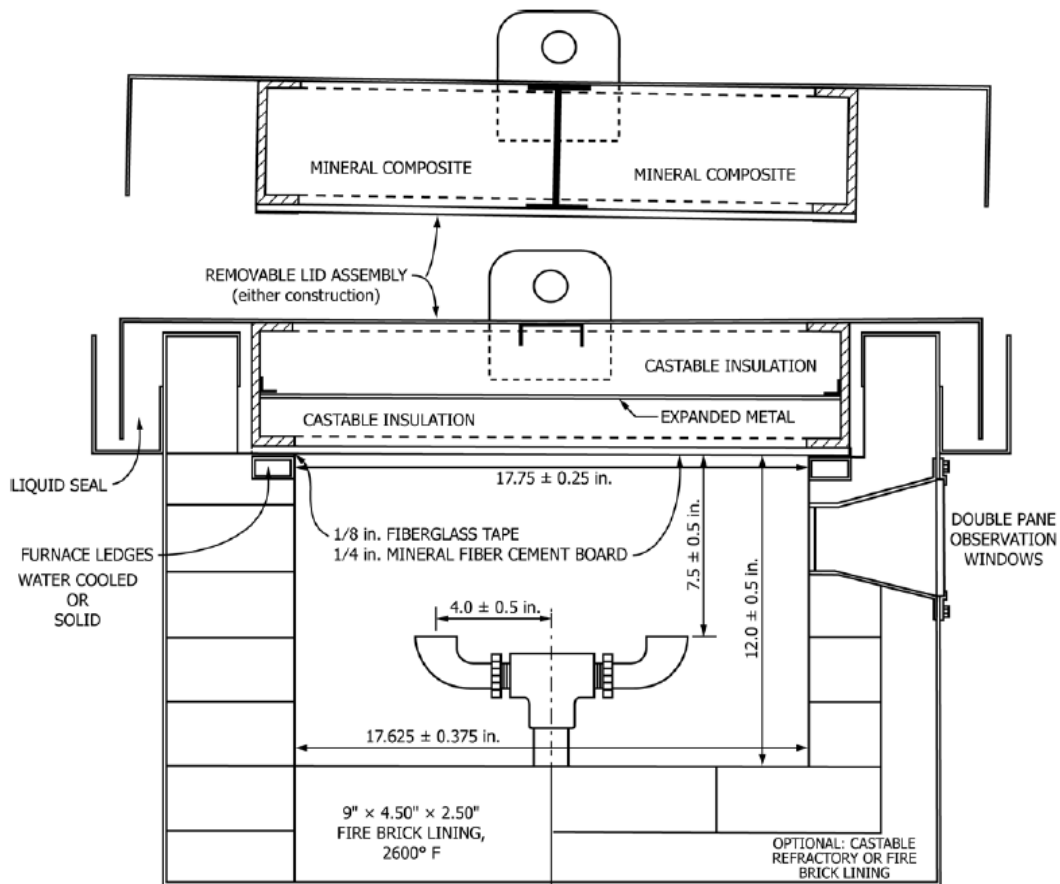 MINERAL COMPOSITE
MINERAL COMPOSITE
REMOVABLE LID ASSEMBLY
(either construction)
CASTABLE INSULATION
EXPANDED METAL
CASTABLE INSULATION
17.75 ± 0.25 in.
LIQUID SEAL
1/8 in. FIBERGLASS TAPE
1/4 in. MINERAL FIBER CEMENT BOARD
FURNACE LEDGES
WATER COOLED
OR
SOLID
DOUBLE PANE
OBSERVATION
WINDOWS
7.5 ± 0.5 in.
12.0 ± 0.5 in.
4.0 ± 0.5 in.
17.625 ± 0.375 in.
9" × 4.50" × 2.50"
FIRE BRICK LINING,
2600° F
OPTIONAL: CASTABLE
REFRACTORY OR FIRE
BRICK LINING